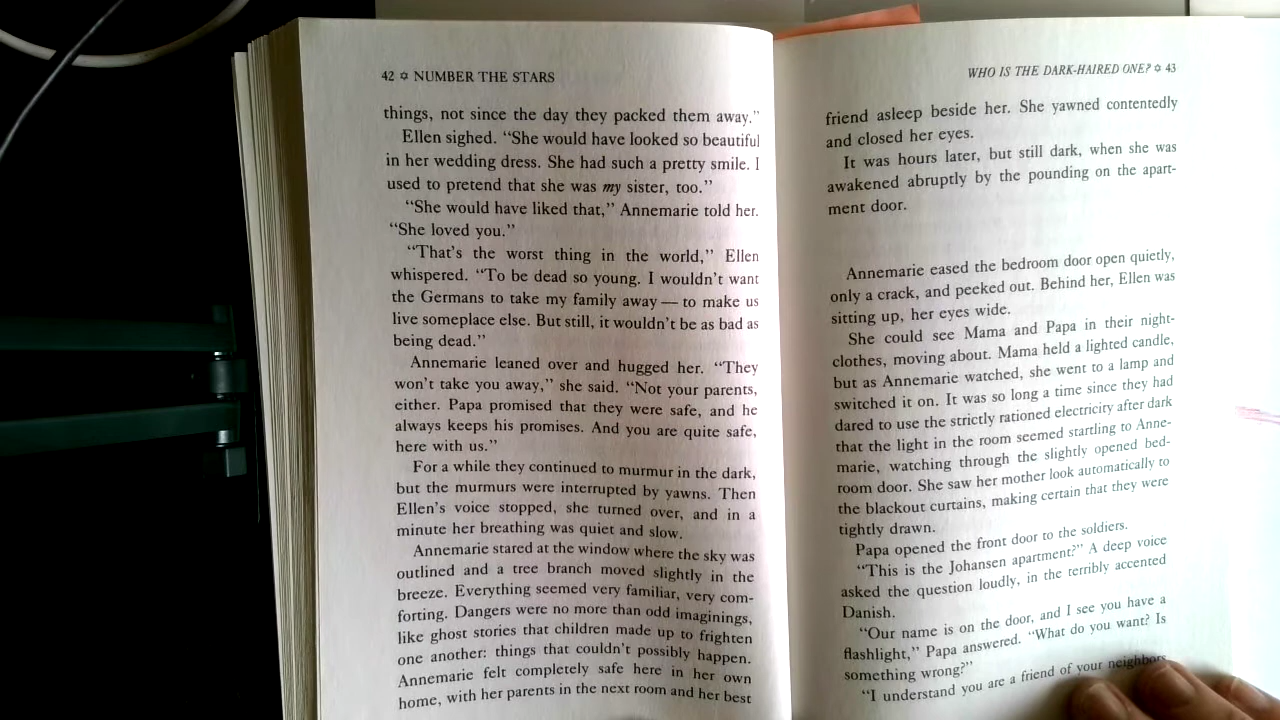 42 ✡ NUMBER THE STARS
things, not since the day they packed them away.”
Ellen sighed. “She would have looked so beautiful
in her wedding dress. She had such a pretty smile. I
used to pretend that she was my sister, too.”
“She would have liked that,” Annemarie told her.
“She loved you.”
“That’s the worst thing in the world,” Ellen
whispered. “To be dead so young. I wouldn’t want
the Germans to take my family away — to make us
live someplace else. But still, it wouldn’t be as bad as
being dead.”
Annemarie leaned over and hugged her. “They
won’t take you away,” she said. “Not your parents,
either. Papa promised that they were safe, and he
always keeps his promises. And you are quite safe,
here with us.”
For a while they continued to murmur in the dark,
but the murmurs were interrupted by yawns. Then
Ellen’s voice stopped, she turned over, and in a
minute her breathing was quiet and slow.
Annemarie stared at the window where the sky was
outlined and a tree branch moved slightly in the
breeze. Everything seemed very familiar, very com-
forting. Dangers were no more than odd imaginings,
like ghost stories that children made up to frighten
one another: things that couldn’t possibly happen.
Annemarie felt completely safe here in her own
home, with her parents in the next room and her best
WHO IS THE DARK-HAIRED ONE? ✡ 43
friend asleep beside her. She yawned contentedly
and closed her eyes.
It was hours later, but still dark, when she was
awakened abruptly by the pounding on the apart-
ment door.
Annemarie eased the bedroom door open quietly,
only a crack, and peeked out. Behind her, Ellen was
sitting up, her eyes wide.
She could see Mama and Papa in their night-
clothes, moving about. Mama held a lighted candle,
but as Annemarie watched, she went to a lamp and
switched it on. It was so long a time since they had
dared to use the strictly rationed electricity after dark
that the light in the room seemed startling to Anne-
marie, watching through the slightly opened bed-
room door. She saw her mother look automatically to
the blackout curtains, making certain that they were
tightly drawn.
Papa opened the front door to the soldiers.
“This is the Johansen apartment?” A deep voice
asked the question loudly, in the terribly accented
Danish.
“Our name is on the door, and I see you have a
flashlight,” Papa answered. “What do you want? Is
something wrong?”
“I understand you are a friend of your neighbors